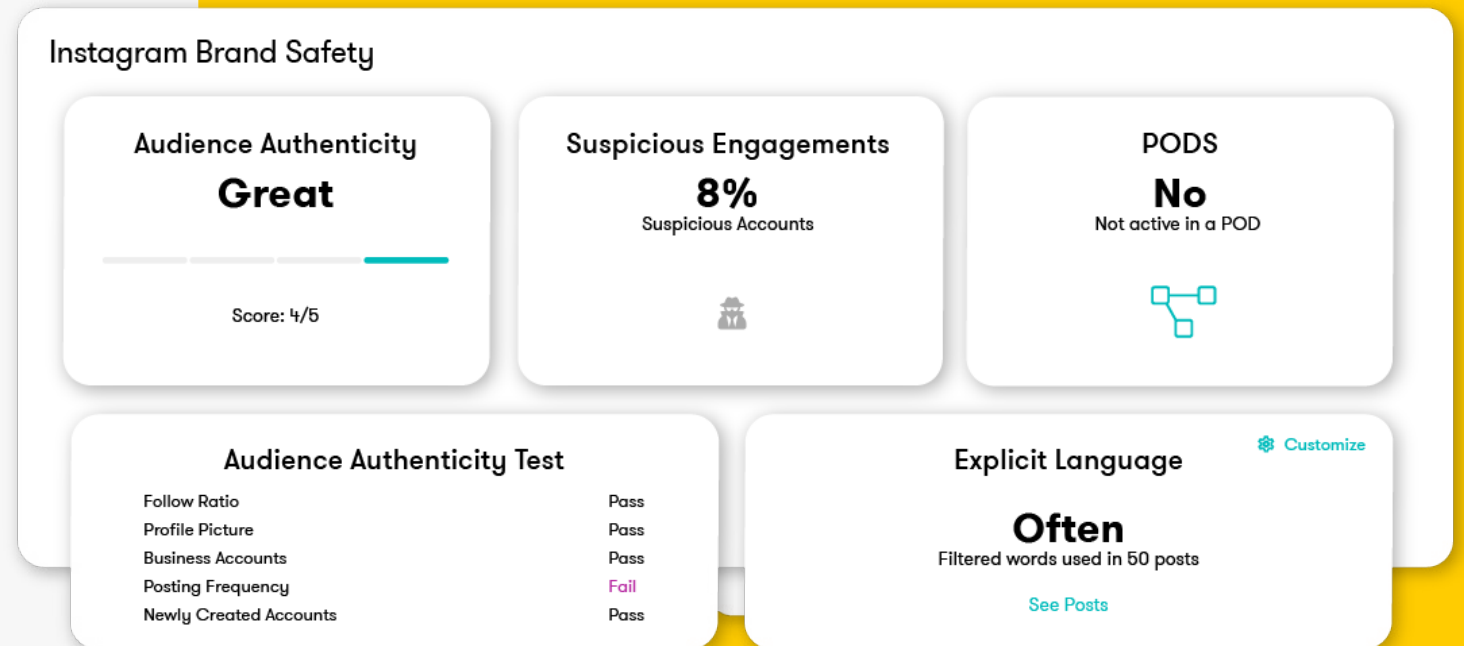 Instagram Brand Safety
Audience Authenticity
Great
Score: 4/5
Suspicious Engagements
8%
Suspicious Accounts
PODS
No
Not active in a POD
Audience Authenticity Test
Follow Ratio Pass
Profile Picture Pass
Business Accounts Pass
Posting Frequency Fail
Newly Created Accounts Pass
Customize
Explicit Language
Often
Filtered words used in 50 posts
See Posts